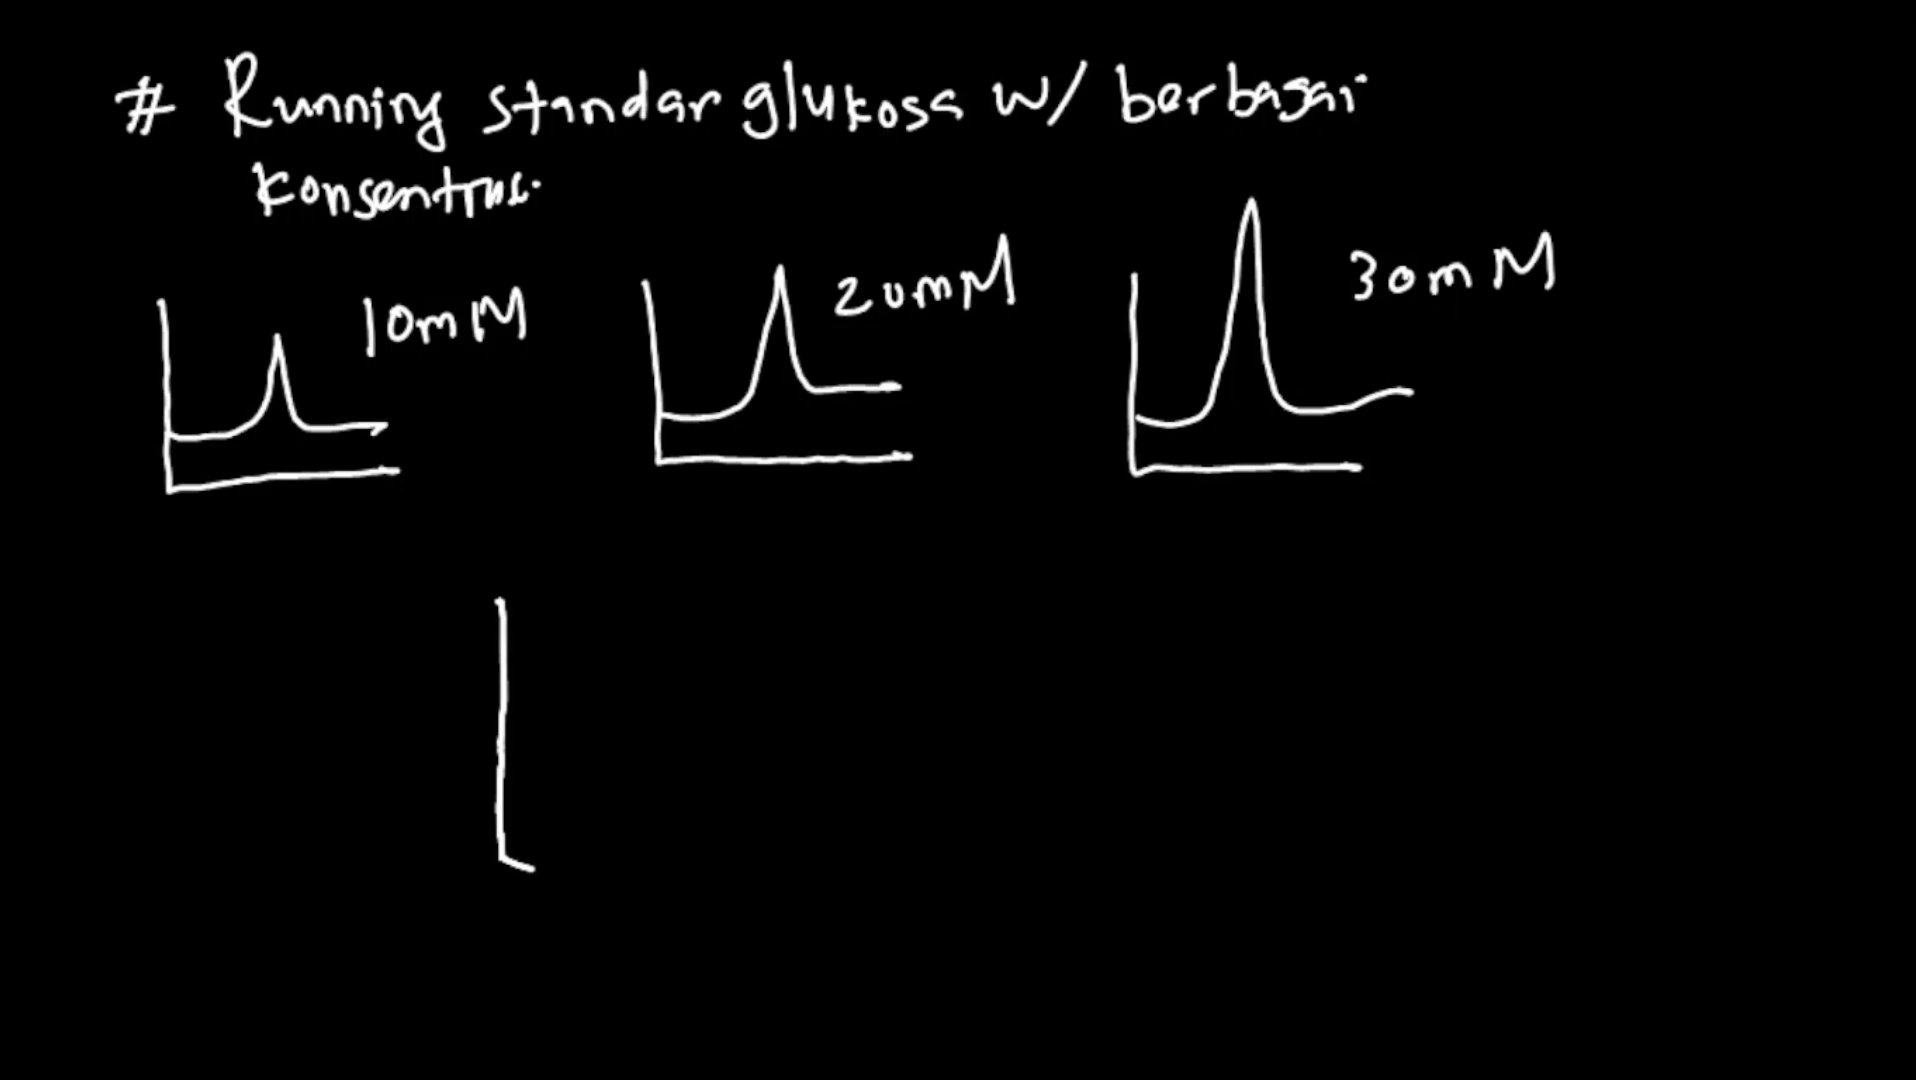 # Running standar glukosa w/ berbagai
konsentrasi
10mM
20mM
30mM